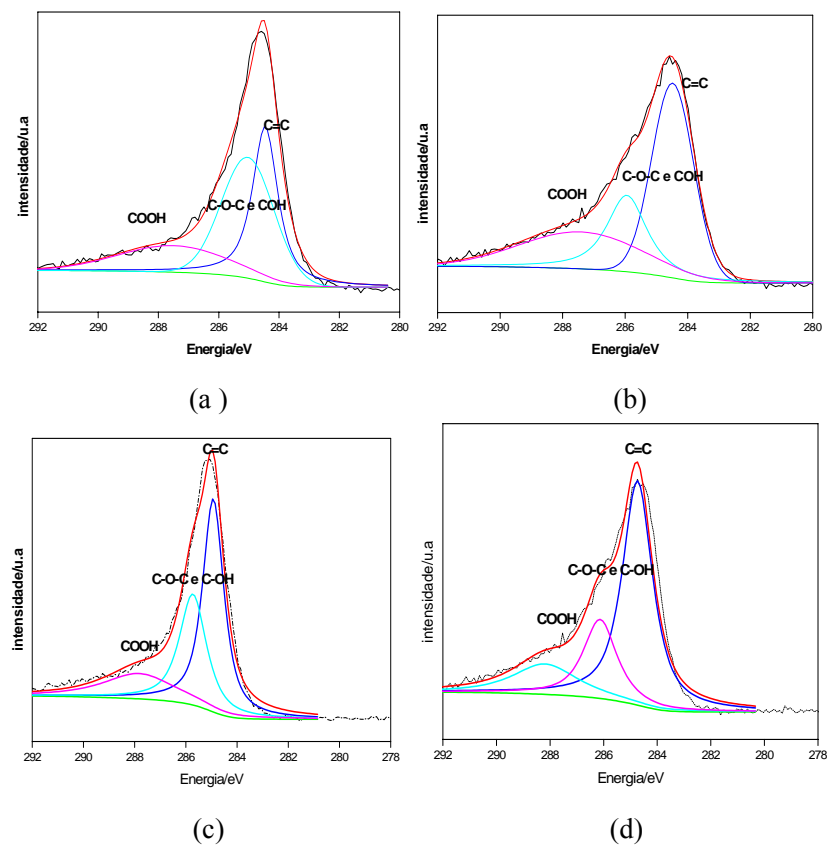 C=C
C-O-C e COH
COOH
intensidade/u.a
292 290 288 286 284 282 280
Energia/eV
(a )
C=C
C-O-C e COH
COOH
intensidade/u.a
292 290 288 286 284 282 280
Energia/eV
(b)
C=C
C-O-C e C-OH
COOH
intensidade/u.a
292 290 288 286 284 282 280 278
Energia/eV
(c)
C=C
C-O-C e C-OH
COOH
intensidade/u.a
292 290 288 286 284 282 280 278
Energia/eV
(d)